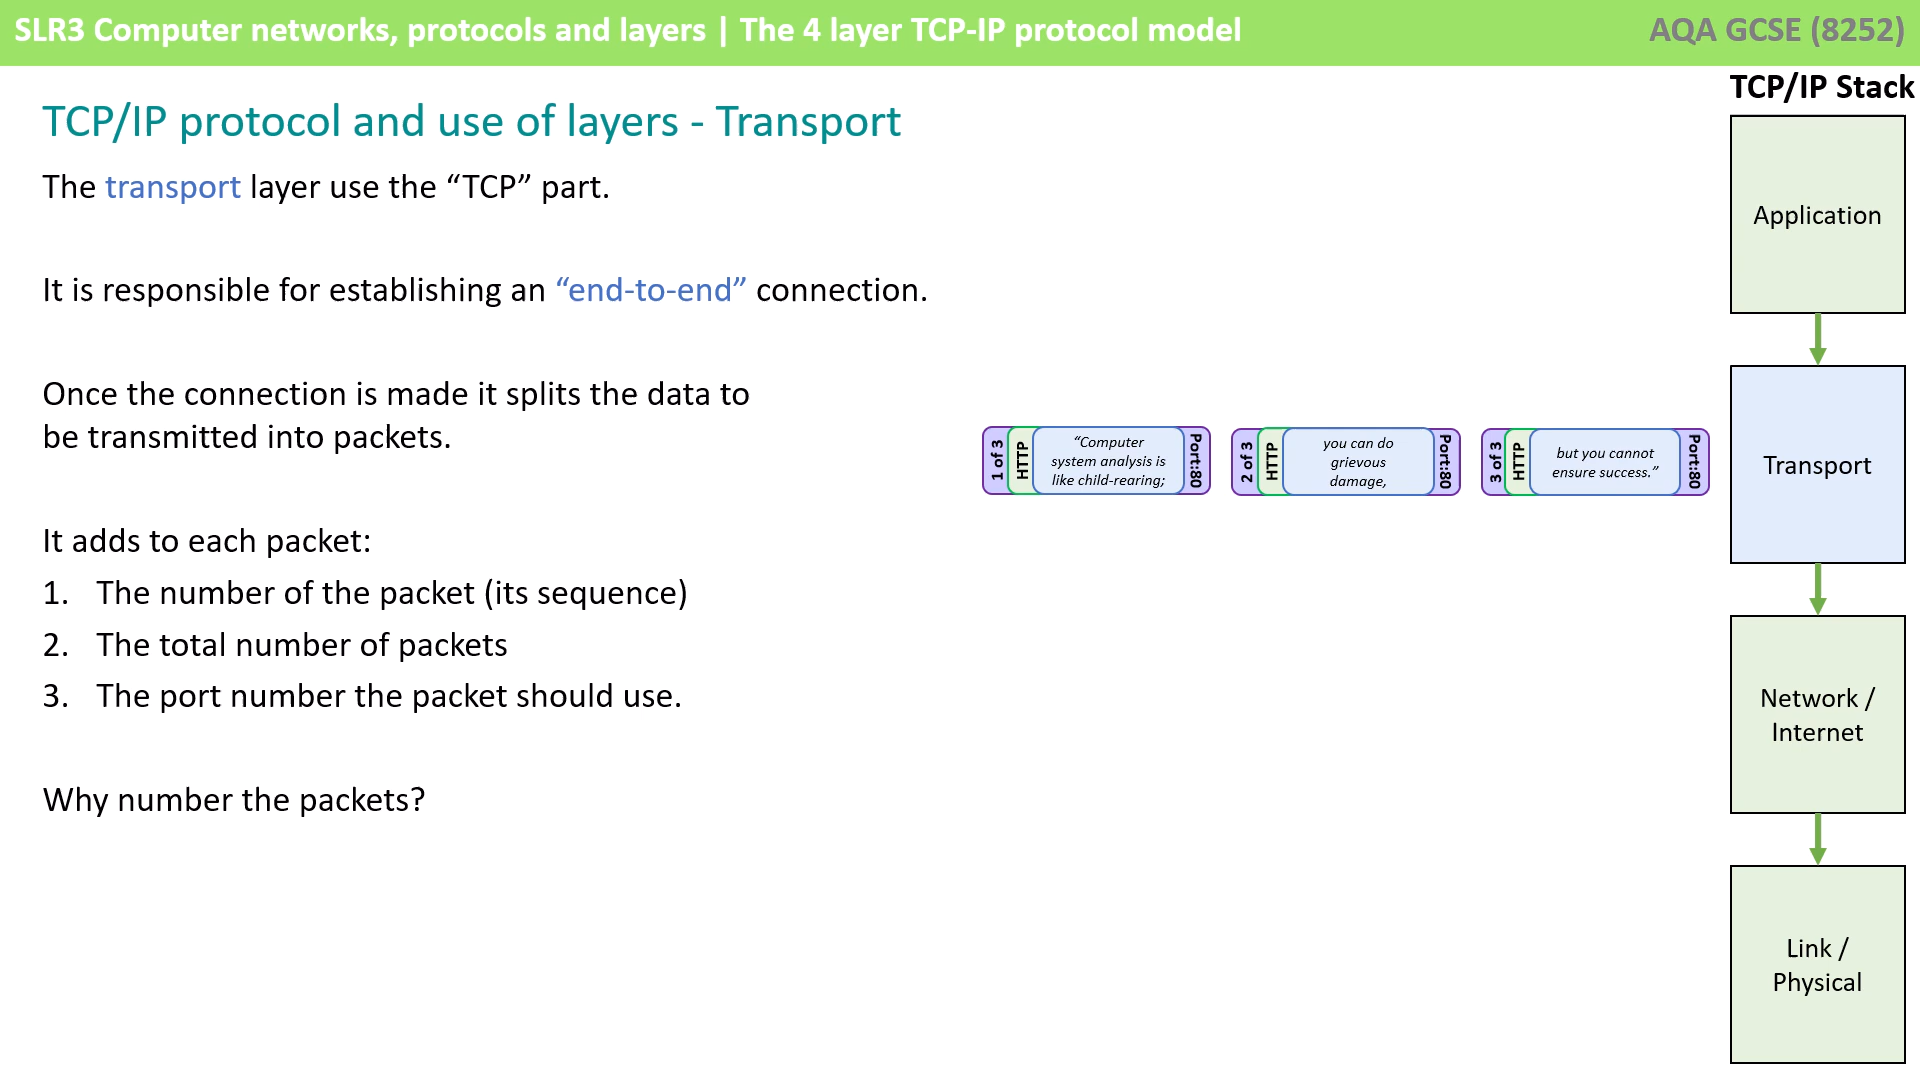 SLR3 Computer networks, protocols and layers | The 4 layer TCP-IP protocol model
AQA GCSE (8252)
TCP/IP protocol and use of layers - Transport
The transport layer use the “TCP” part.
It is responsible for establishing an “end-to-end” connection.
Once the connection is made it splits the data to
be transmitted into packets.
It adds to each packet:
1. The number of the packet (its sequence)
2. The total number of packets
3. The port number the packet should use.
Why number the packets?
1 of 3
HTTP
“Computer
system analysis is
like child-rearing;
Port:80
2 of 3
HTTP
you can do
grievous
damage,
Port:80
3 of 3
HTTP
but you cannot
ensure success.”
Port:80
TCP/IP Stack
Application
Transport
Network /
Internet
Link /
Physical